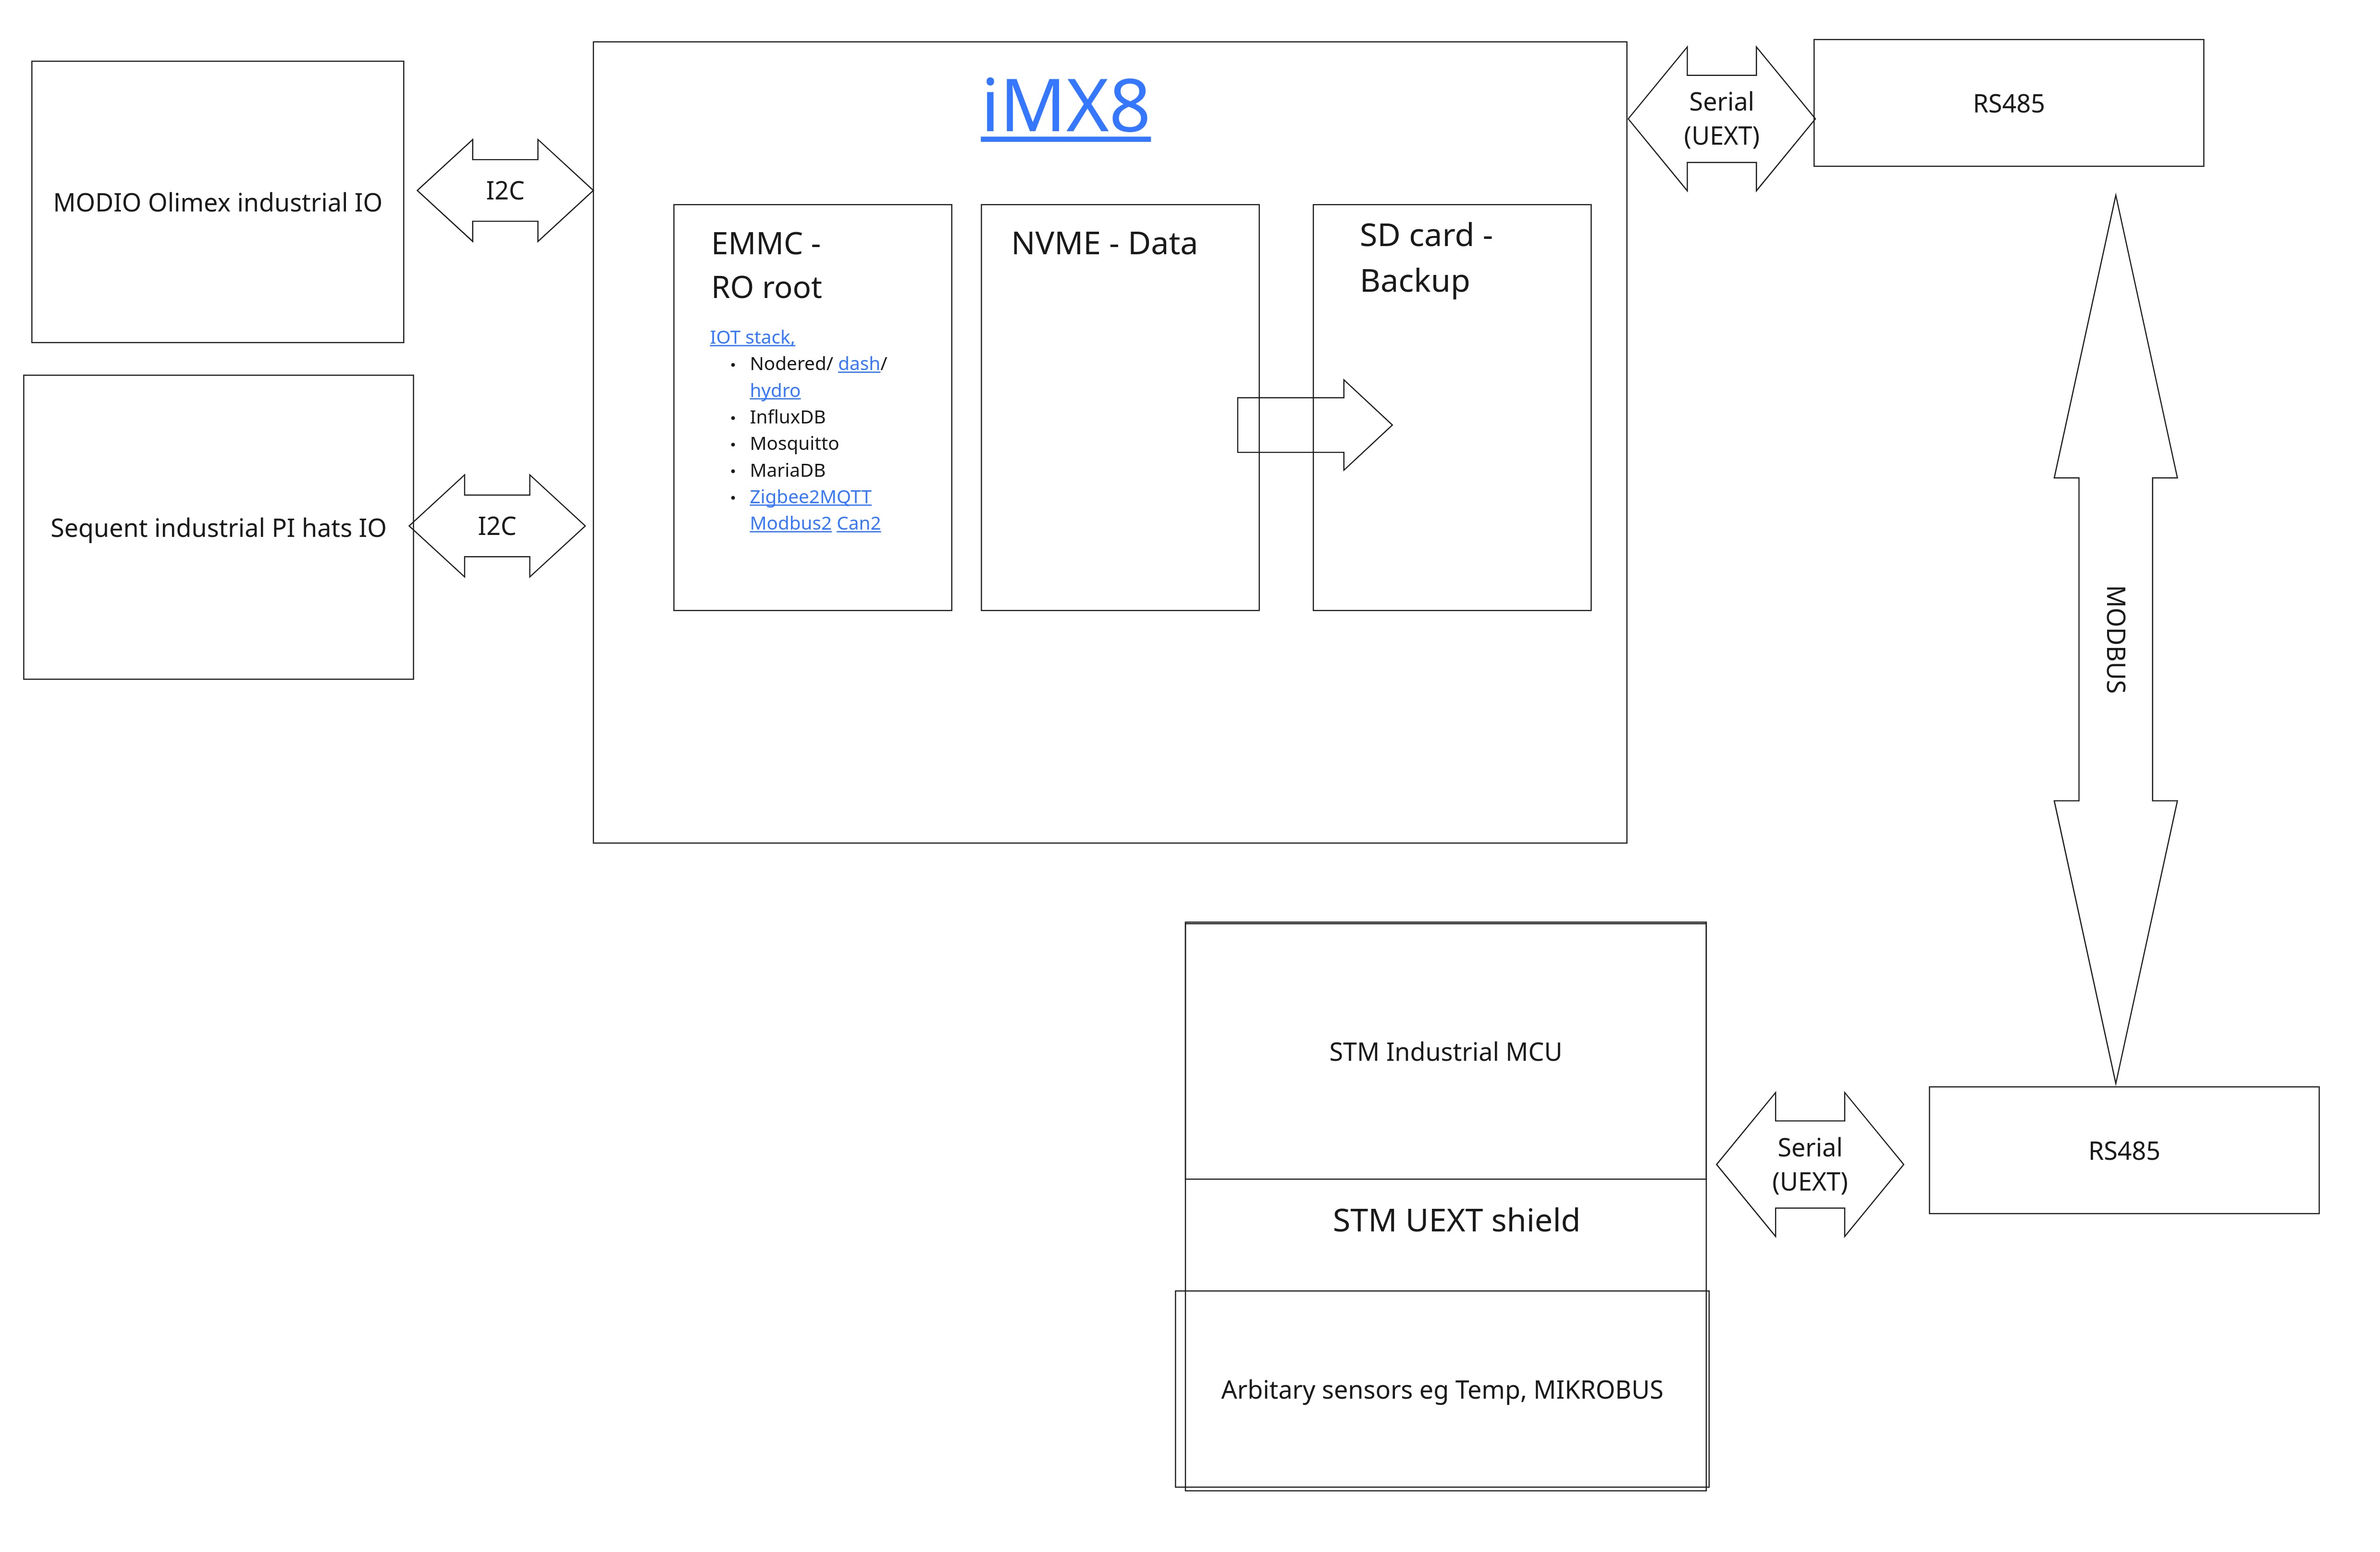 iMX8
MODIO Olimex industrial IO
I2C
Sequent industrial PI hats IO
I2C
EMMC -
RO root
IOT stack,
• Nodered/ dash/
hydro
• InfluxDB
• Mosquitto
• MariaDB
• Zigbee2MQTT
Modbus2 Can2
NVME - Data
SD card -
Backup
Serial
(UEXT)
RS485
MODBUS
STM Industrial MCU
STM UEXT shield
Arbitary sensors eg Temp, MIKROBUS
Serial
(UEXT)
RS485